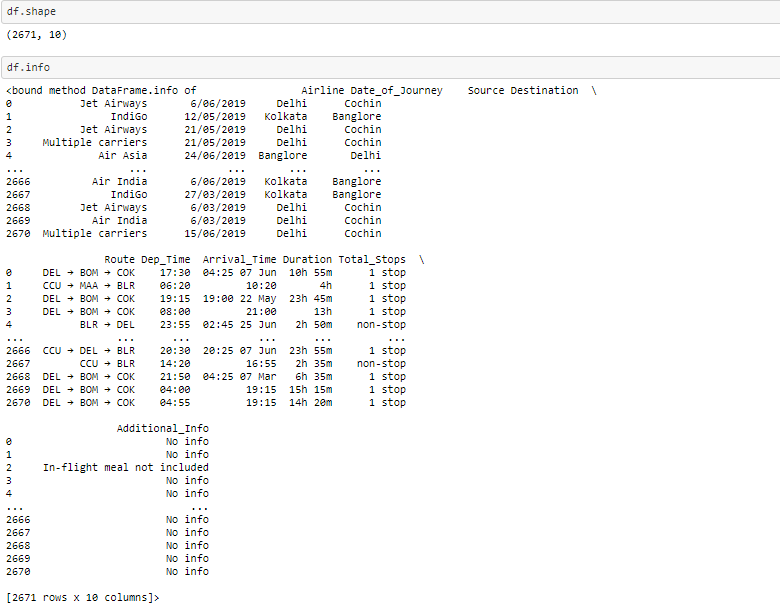 df.shape
(2671, 10)
df.info
<bound method DataFrame.info of                 Airline Date_of_Journey    Source Destination  \
0           Jet Airways       6/06/2019     Delhi      Cochin
1                IndiGo      12/05/2019   Kolkata    Banglore
2           Jet Airways      21/05/2019     Delhi      Cochin
3     Multiple carriers      21/05/2019     Delhi      Cochin
4              Air Asia      24/06/2019  Banglore       Delhi
...                 ...             ...       ...         ...
2666          Air India       6/06/2019   Kolkata    Banglore
2667             IndiGo      27/03/2019   Kolkata    Banglore
2668        Jet Airways       6/03/2019     Delhi      Cochin
2669          Air India       6/03/2019     Delhi      Cochin
2670  Multiple carriers      15/06/2019     Delhi      Cochin
                Route Dep_Time  Arrival_Time Duration Total_Stops  \
0     DEL → BOM → COK    17:30  04:25 07 Jun  10h 55m      1 stop
1     CCU → MAA → BLR    06:20         10:20       4h      1 stop
2     DEL → BOM → COK    19:15  19:00 22 May  23h 45m      1 stop
3     DEL → BOM → COK    08:00         21:00      13h      1 stop
4           BLR → DEL    23:55  02:45 25 Jun   2h 50m    non-stop
...               ...      ...           ...      ...         ...
2666  CCU → DEL → BLR    20:30  20:25 07 Jun  23h 55m      1 stop
2667        CCU → BLR    14:20         16:55   2h 35m    non-stop
2668  DEL → BOM → COK    21:50  04:25 07 Mar   6h 35m      1 stop
2669  DEL → BOM → COK    04:00         19:15  15h 15m      1 stop
2670  DEL → BOM → COK    04:55         19:15  14h 20m      1 stop
                  Additional_Info
0                         No info
1                         No info
2     In-flight meal not included
3                         No info
4                         No info
...                           ...
2666                      No info
2667                      No info
2668                      No info
2669                      No info
2670                      No info
[2671 rows x 10 columns]>